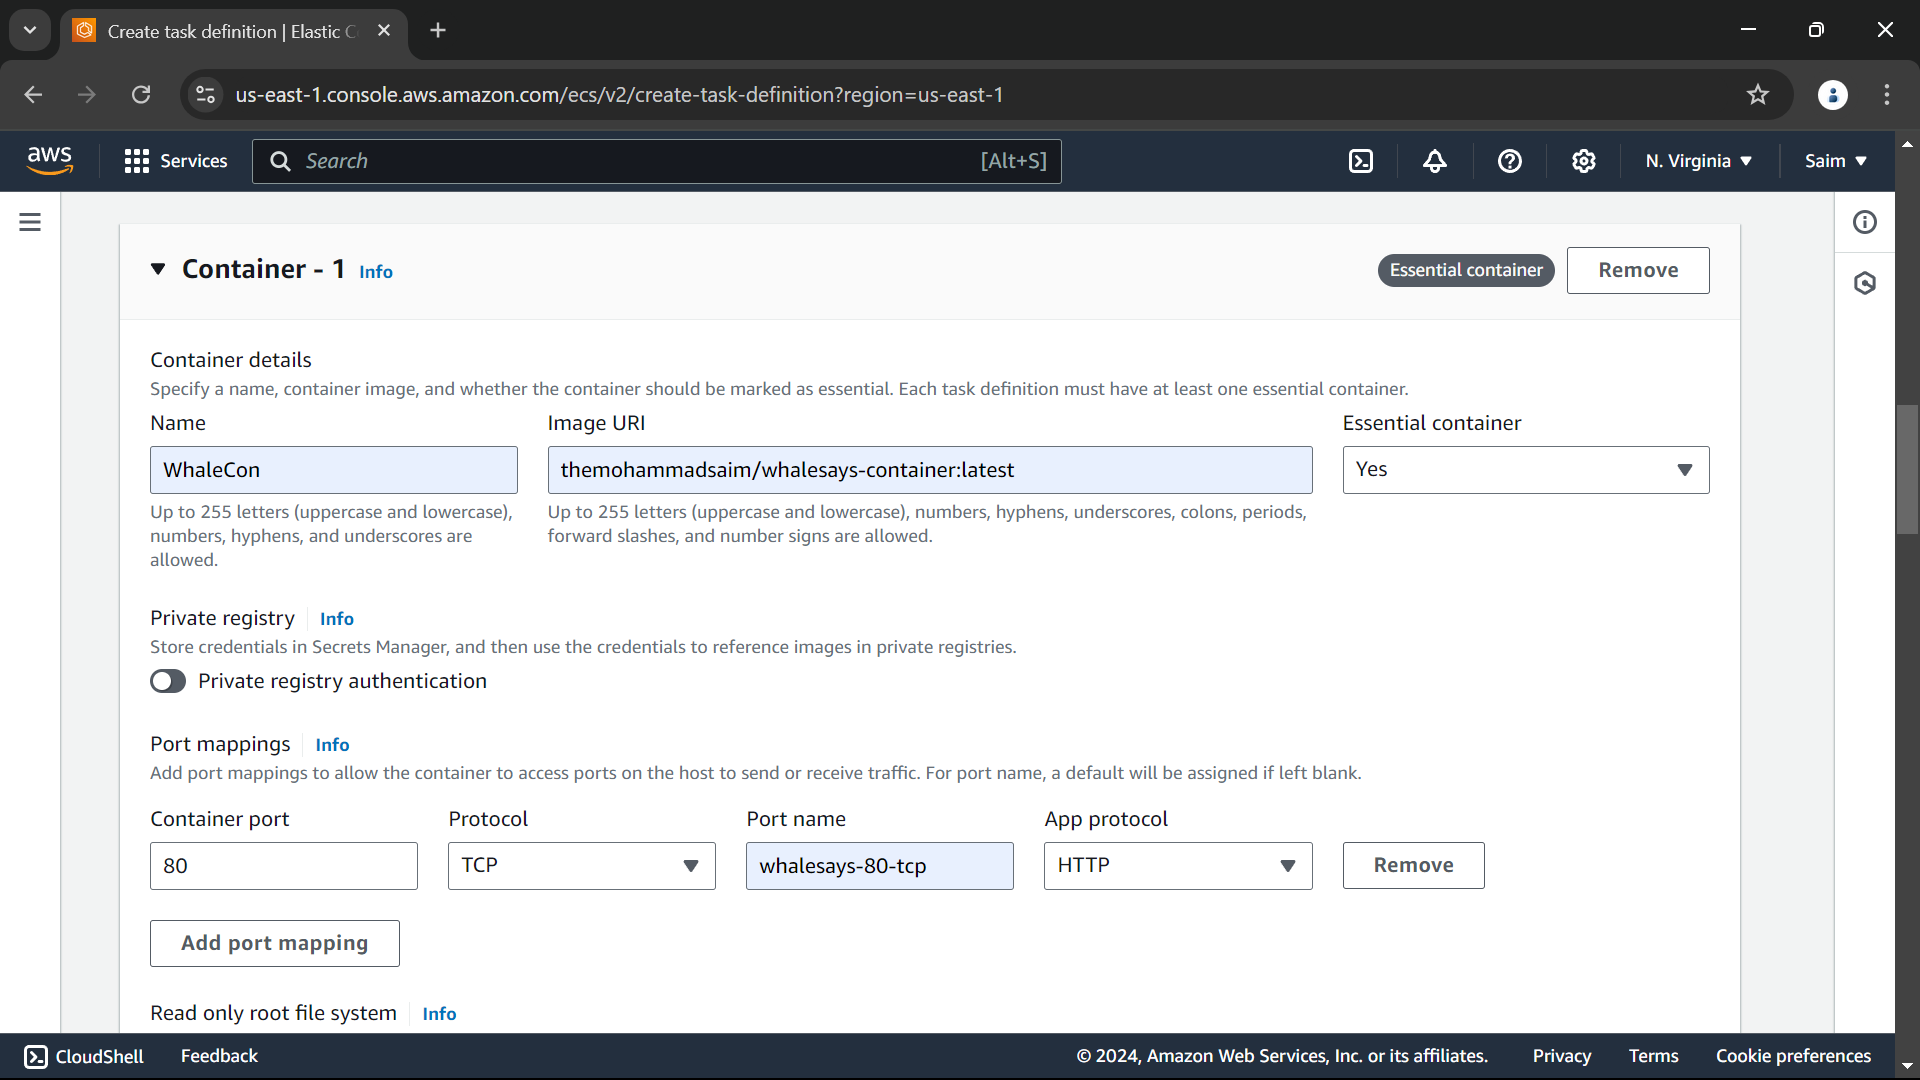 Create task definition | Elastic C
us-east-1.console.aws.amazon.com/ecs/v2/create-task-definition?region=us-east-1
aws
Services
Search
[Alt+S]
N. Virginia
Saim
Container - 1 Info
Essential container
Remove
Container details
Specify a name, container image, and whether the container should be marked as essential. Each task definition must have at least one essential container.
Name
Image URI
Essential container
WhaleCon
themohammadsaim/whalesays-container:latest
Yes
Up to 255 letters (uppercase and lowercase),
numbers, hyphens, and underscores are
allowed.
Up to 255 letters (uppercase and lowercase), numbers, hyphens, underscores, colons, periods,
forward slashes, and number signs are allowed.
Private registry Info
Store credentials in Secrets Manager, and then use the credentials to reference images in private registries.
Private registry authentication
Port mappings Info
Add port mappings to allow the container to access ports on the host to send or receive traffic. For port name, a default will be assigned if left blank.
Container port
Protocol
Port name
App protocol
80
TCP
whalesays-80-tcp
HTTP
Remove
Add port mapping
Read only root file system Info
CloudShell
Feedback
© 2024, Amazon Web Services, Inc. or its affiliates.
Privacy
Terms
Cookie preferences